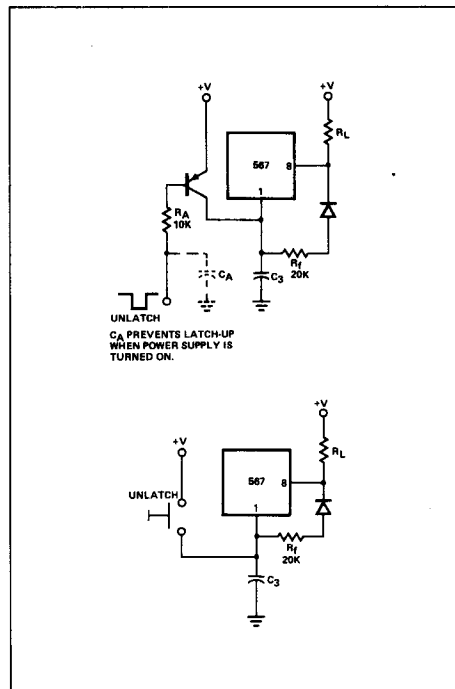 +V
+V
RL
567
8
1
RA
10K
Rf
20K
CA
C3
UNLATCH
CA PREVENTS LATCH-UP
WHEN POWER SUPPLY IS
TURNED ON.
+V
+V
RL
567
8
UNLATCH
1
Rf
20K
C3